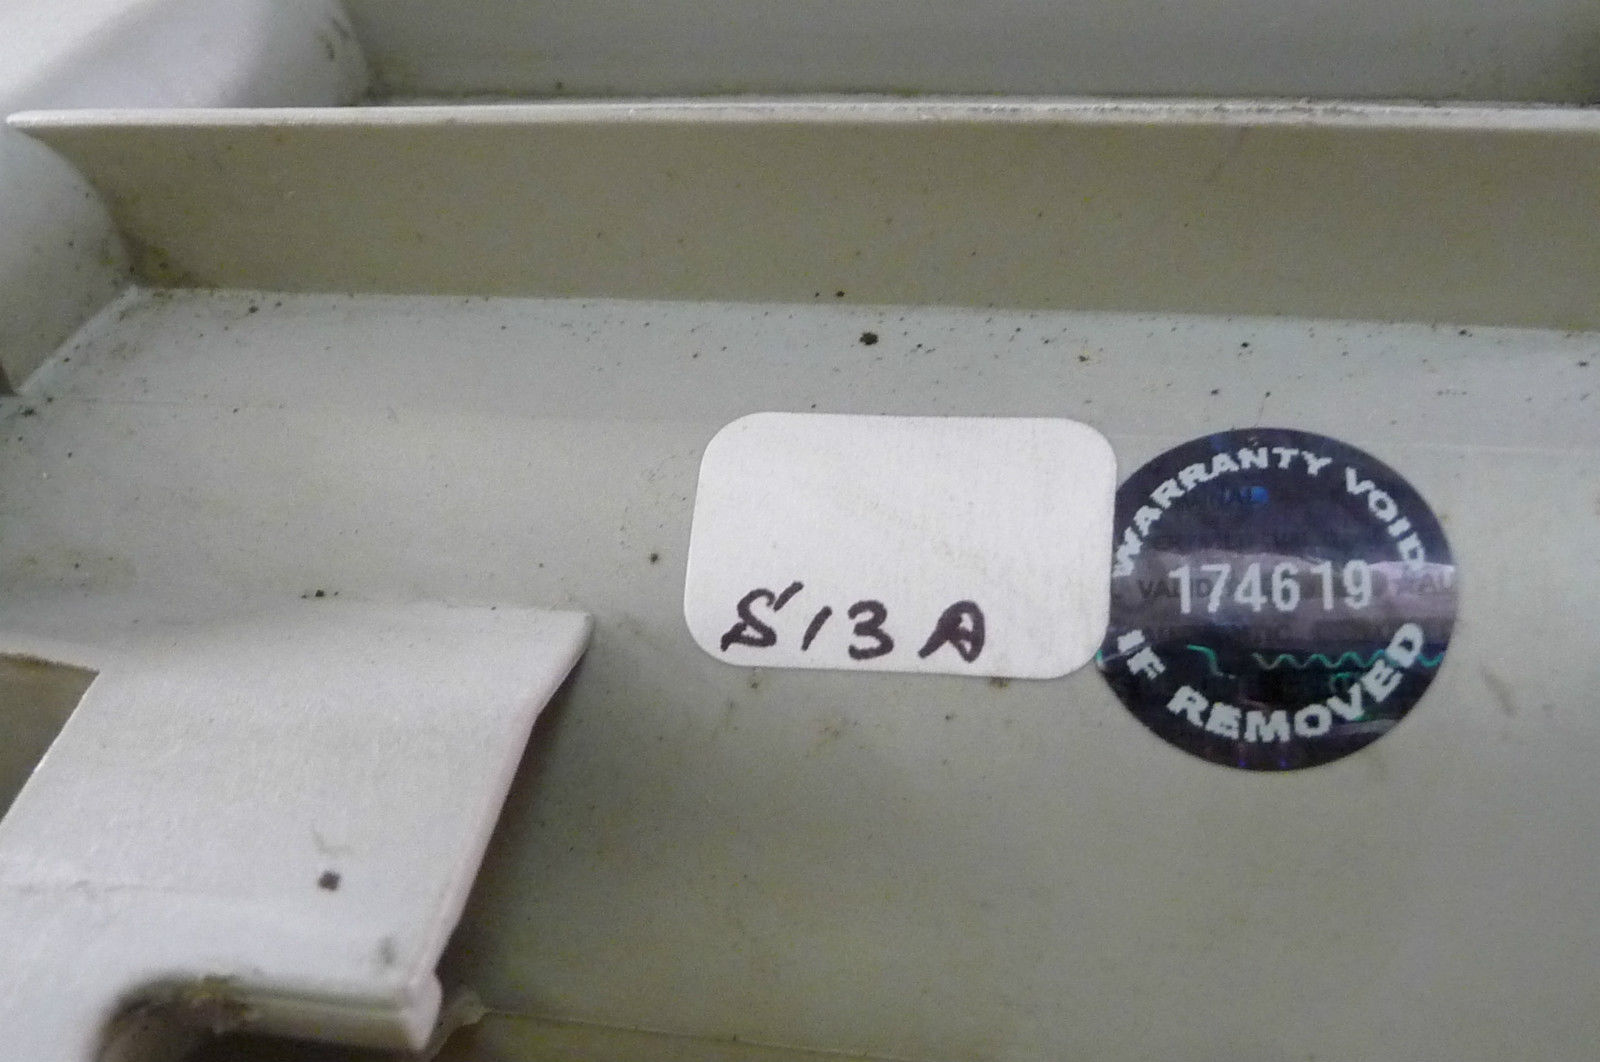 S13A
WARRANTY VOID
174619
IF REMOVED